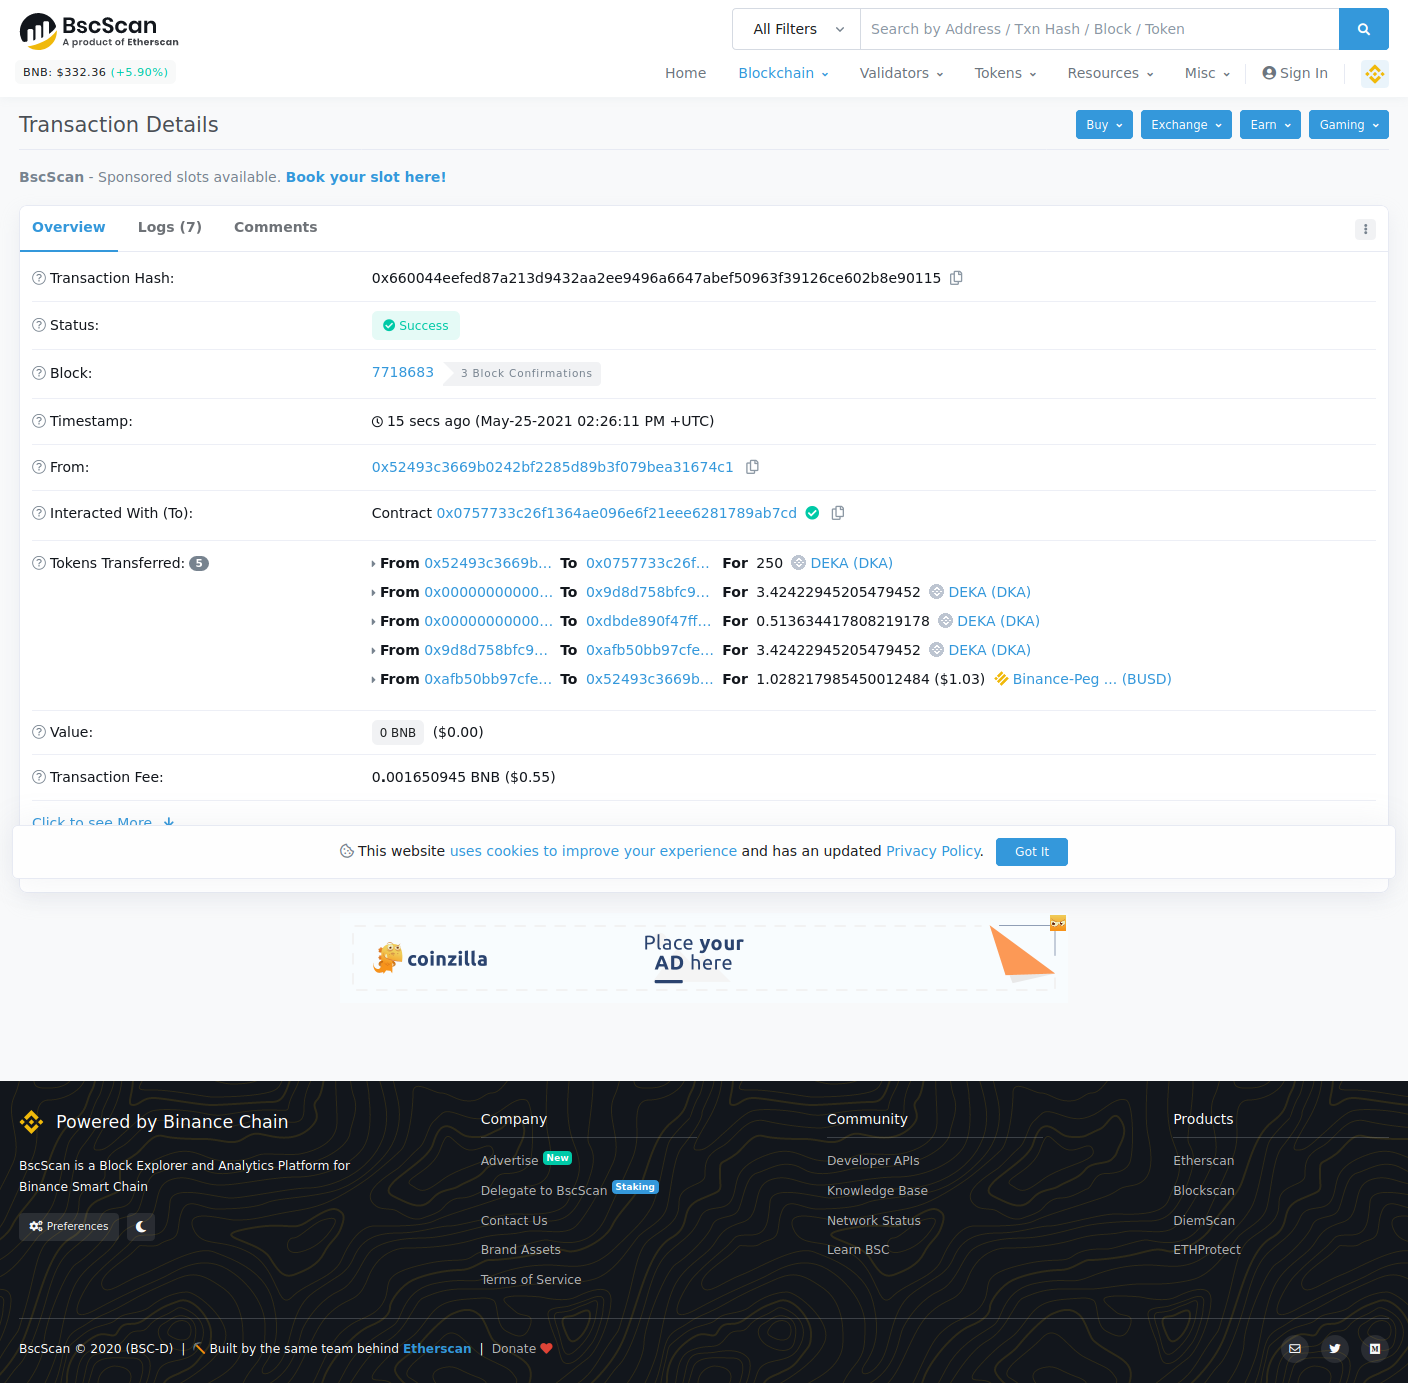 BscScan
A product of Etherscan
All Filters
Search by Address / Txn Hash / Block / Token
BNB: $332.36 (+5.90%)
Home Blockchain Validators Tokens Resources Misc Sign In
Transaction Details
Buy Exchange Earn Gaming
BscScan - Sponsored slots available. Book your slot here!
Overview Logs (7) Comments
Transaction Hash: 0x660044eefed87a213d9432aa2ee9496a6647abef50963f39126ce602b8e90115
Status: Success
Block: 7718683 3 Block Confirmations
Timestamp: 15 secs ago (May-25-2021 02:26:11 PM +UTC)
From: 0x52493c3669b0242bf2285d89b3f079bea31674c1
Interacted With (To): Contract 0x0757733c26f1364ae096e6f21eee6281789ab7cd
Tokens Transferred: 5
From 0x52493c3669b... To 0x0757733c26f... For 250 DEKA (DKA)
From 0x00000000000... To 0x9d8d758bfc9... For 3.42422945205479452 DEKA (DKA)
From 0x00000000000... To 0xdbde890f47ff... For 0.513634417808219178 DEKA (DKA)
From 0x9d8d758bfc9... To 0xafb50bb97cfe... For 3.42422945205479452 DEKA (DKA)
From 0xafb50bb97cfe... To 0x52493c3669b... For 1.028217985450012484 ($1.03) Binance-Peg ... (BUSD)
Value: 0 BNB ($0.00)
Transaction Fee: 0.001650945 BNB ($0.55)
Click to see More
This website uses cookies to improve your experience and has an updated Privacy Policy. Got It
coinzilla
Place your
AD here
Powered by Binance Chain
BscScan is a Block Explorer and Analytics Platform for
Binance Smart Chain
Preferences
Company
Advertise New
Delegate to BscScan Staking
Contact Us
Brand Assets
Terms of Service
Community
Developer APIs
Knowledge Base
Network Status
Learn BSC
Products
Etherscan
Blockscan
DiemScan
ETHProtect
BscScan © 2020 (BSC-D) | Built by the same team behind Etherscan | Donate